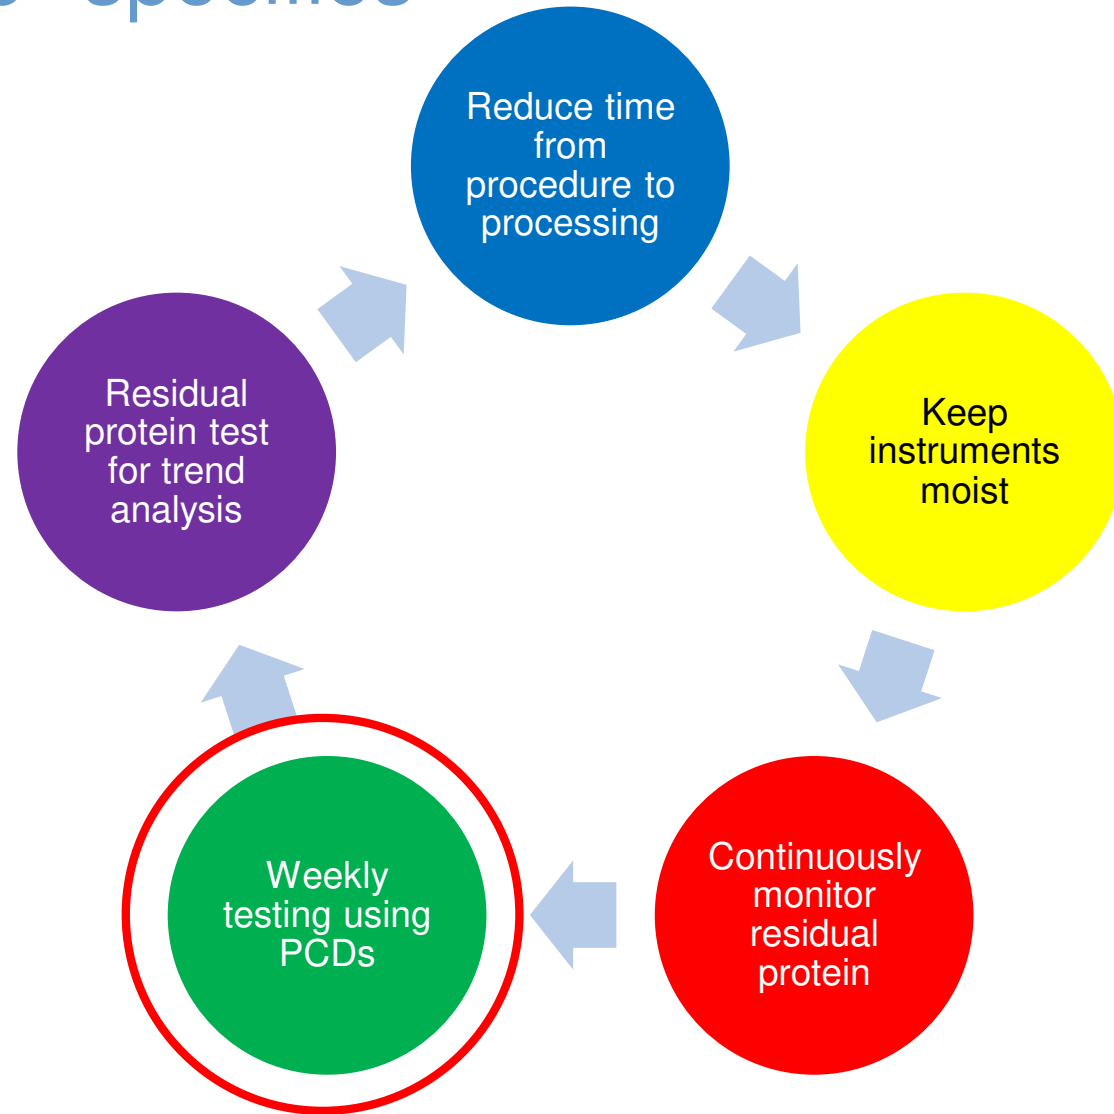 specifics
Reduce time
from
procedure to
processing
Keep
instruments
moist
Continuously
monitor
residual
protein
Weekly
testing using
PCDs
Residual
protein test
for trend
analysis